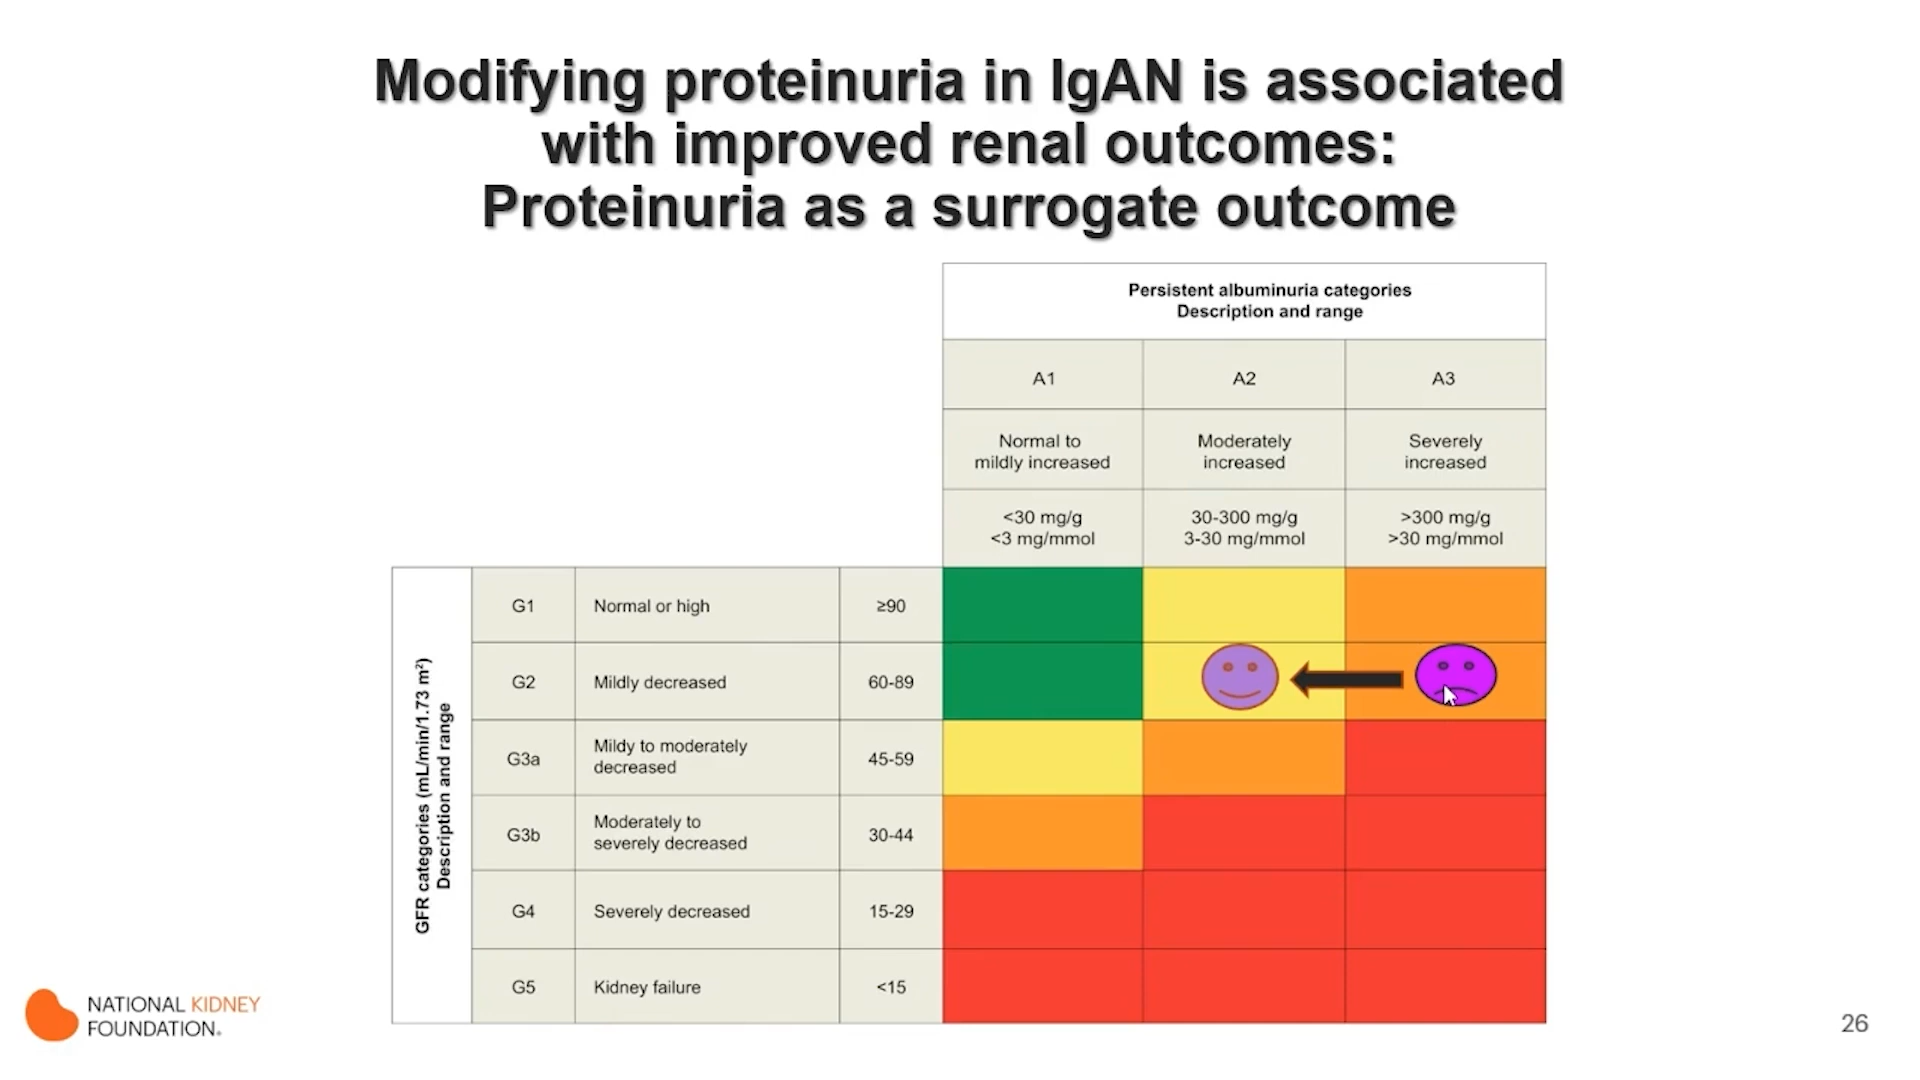 Modifying proteinuria in IgAN is associated
with improved renal outcomes:
Proteinuria as a surrogate outcome
Persistent albuminuria categories
Description and range
A1
A2
A3
Normal to
mildly increased
Moderately
increased
Severely
increased
<30 mg/g
<3 mg/mmol
30-300 mg/g
3-30 mg/mmol
>300 mg/g
>30 mg/mmol
GFR categories (mL/min/1.73 m²)
Description and range
G1
Normal or high
≥90
G2
Mildly decreased
60-89
G3a
Mildy to moderately
decreased
45-59
G3b
Moderately to
severely decreased
30-44
G4
Severely decreased
15-29
G5
Kidney failure
<15
NATIONAL KIDNEY
FOUNDATION®
26